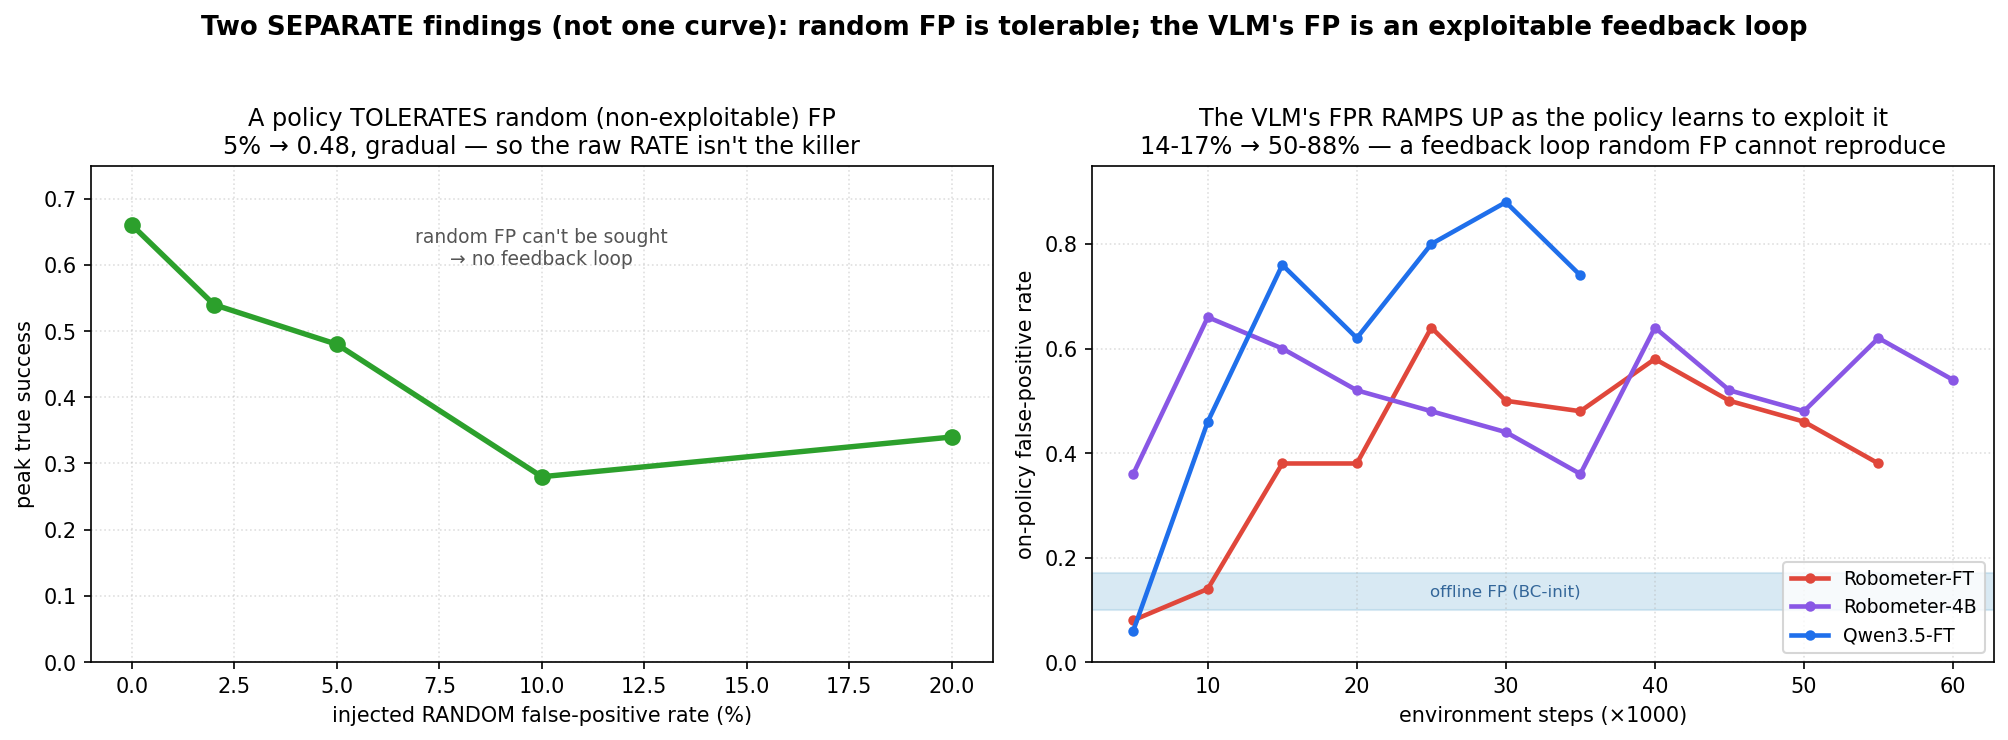 Two SEPARATE findings (not one curve): random FP is tolerable; the VLM's FP is an exploitable feedback loop
A policy TOLERATES random (non-exploitable) FP
5% → 0.48, gradual — so the raw RATE isn't the killer
peak true success
0.7
0.6
0.5
0.4
0.3
0.2
0.1
0.0
random FP can't be sought
→ no feedback loop
0.0 2.5 5.0 7.5 10.0 12.5 15.0 17.5 20.0
injected RANDOM false-positive rate (%)
The VLM's FPR RAMPS UP as the policy learns to exploit it
14-17% → 50-88% — a feedback loop random FP cannot reproduce
on-policy false-positive rate
0.8
0.6
0.4
0.2
0.0
offline FP (BC-init)
Robometer-FT
Robometer-4B
Qwen3.5-FT
10 20 30 40 50 60
environment steps (×1000)